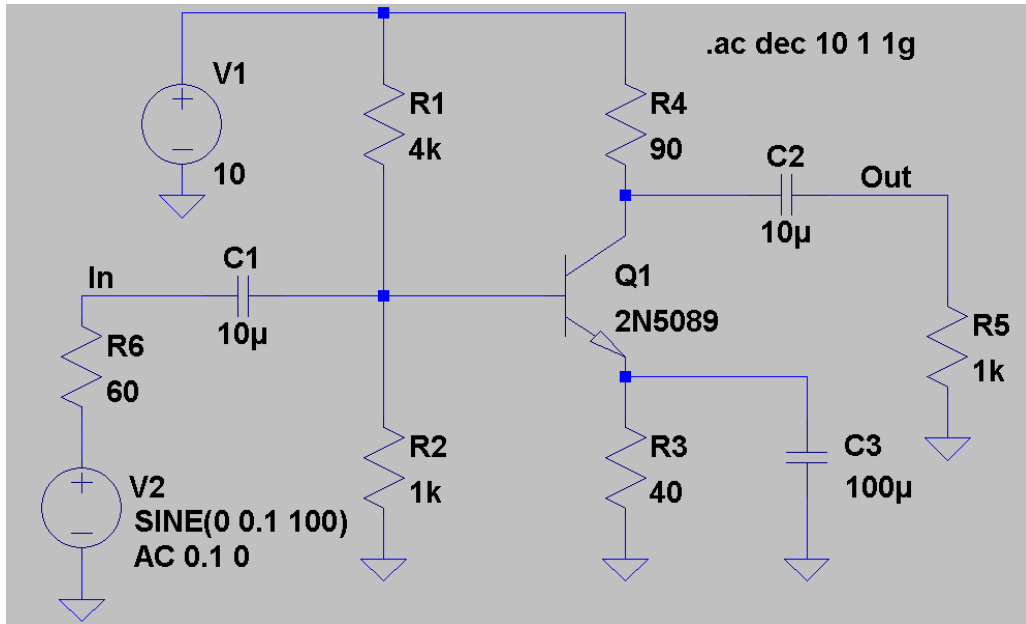 .ac dec 10 1 1g
V1
10
R1
4k
R4
90
C2
10µ
Out
In
C1
10µ
Q1
2N5089
R6
60
R5
1k
R2
1k
R3
40
C3
100µ
V2
SINE(0 0.1 100)
AC 0.1 0